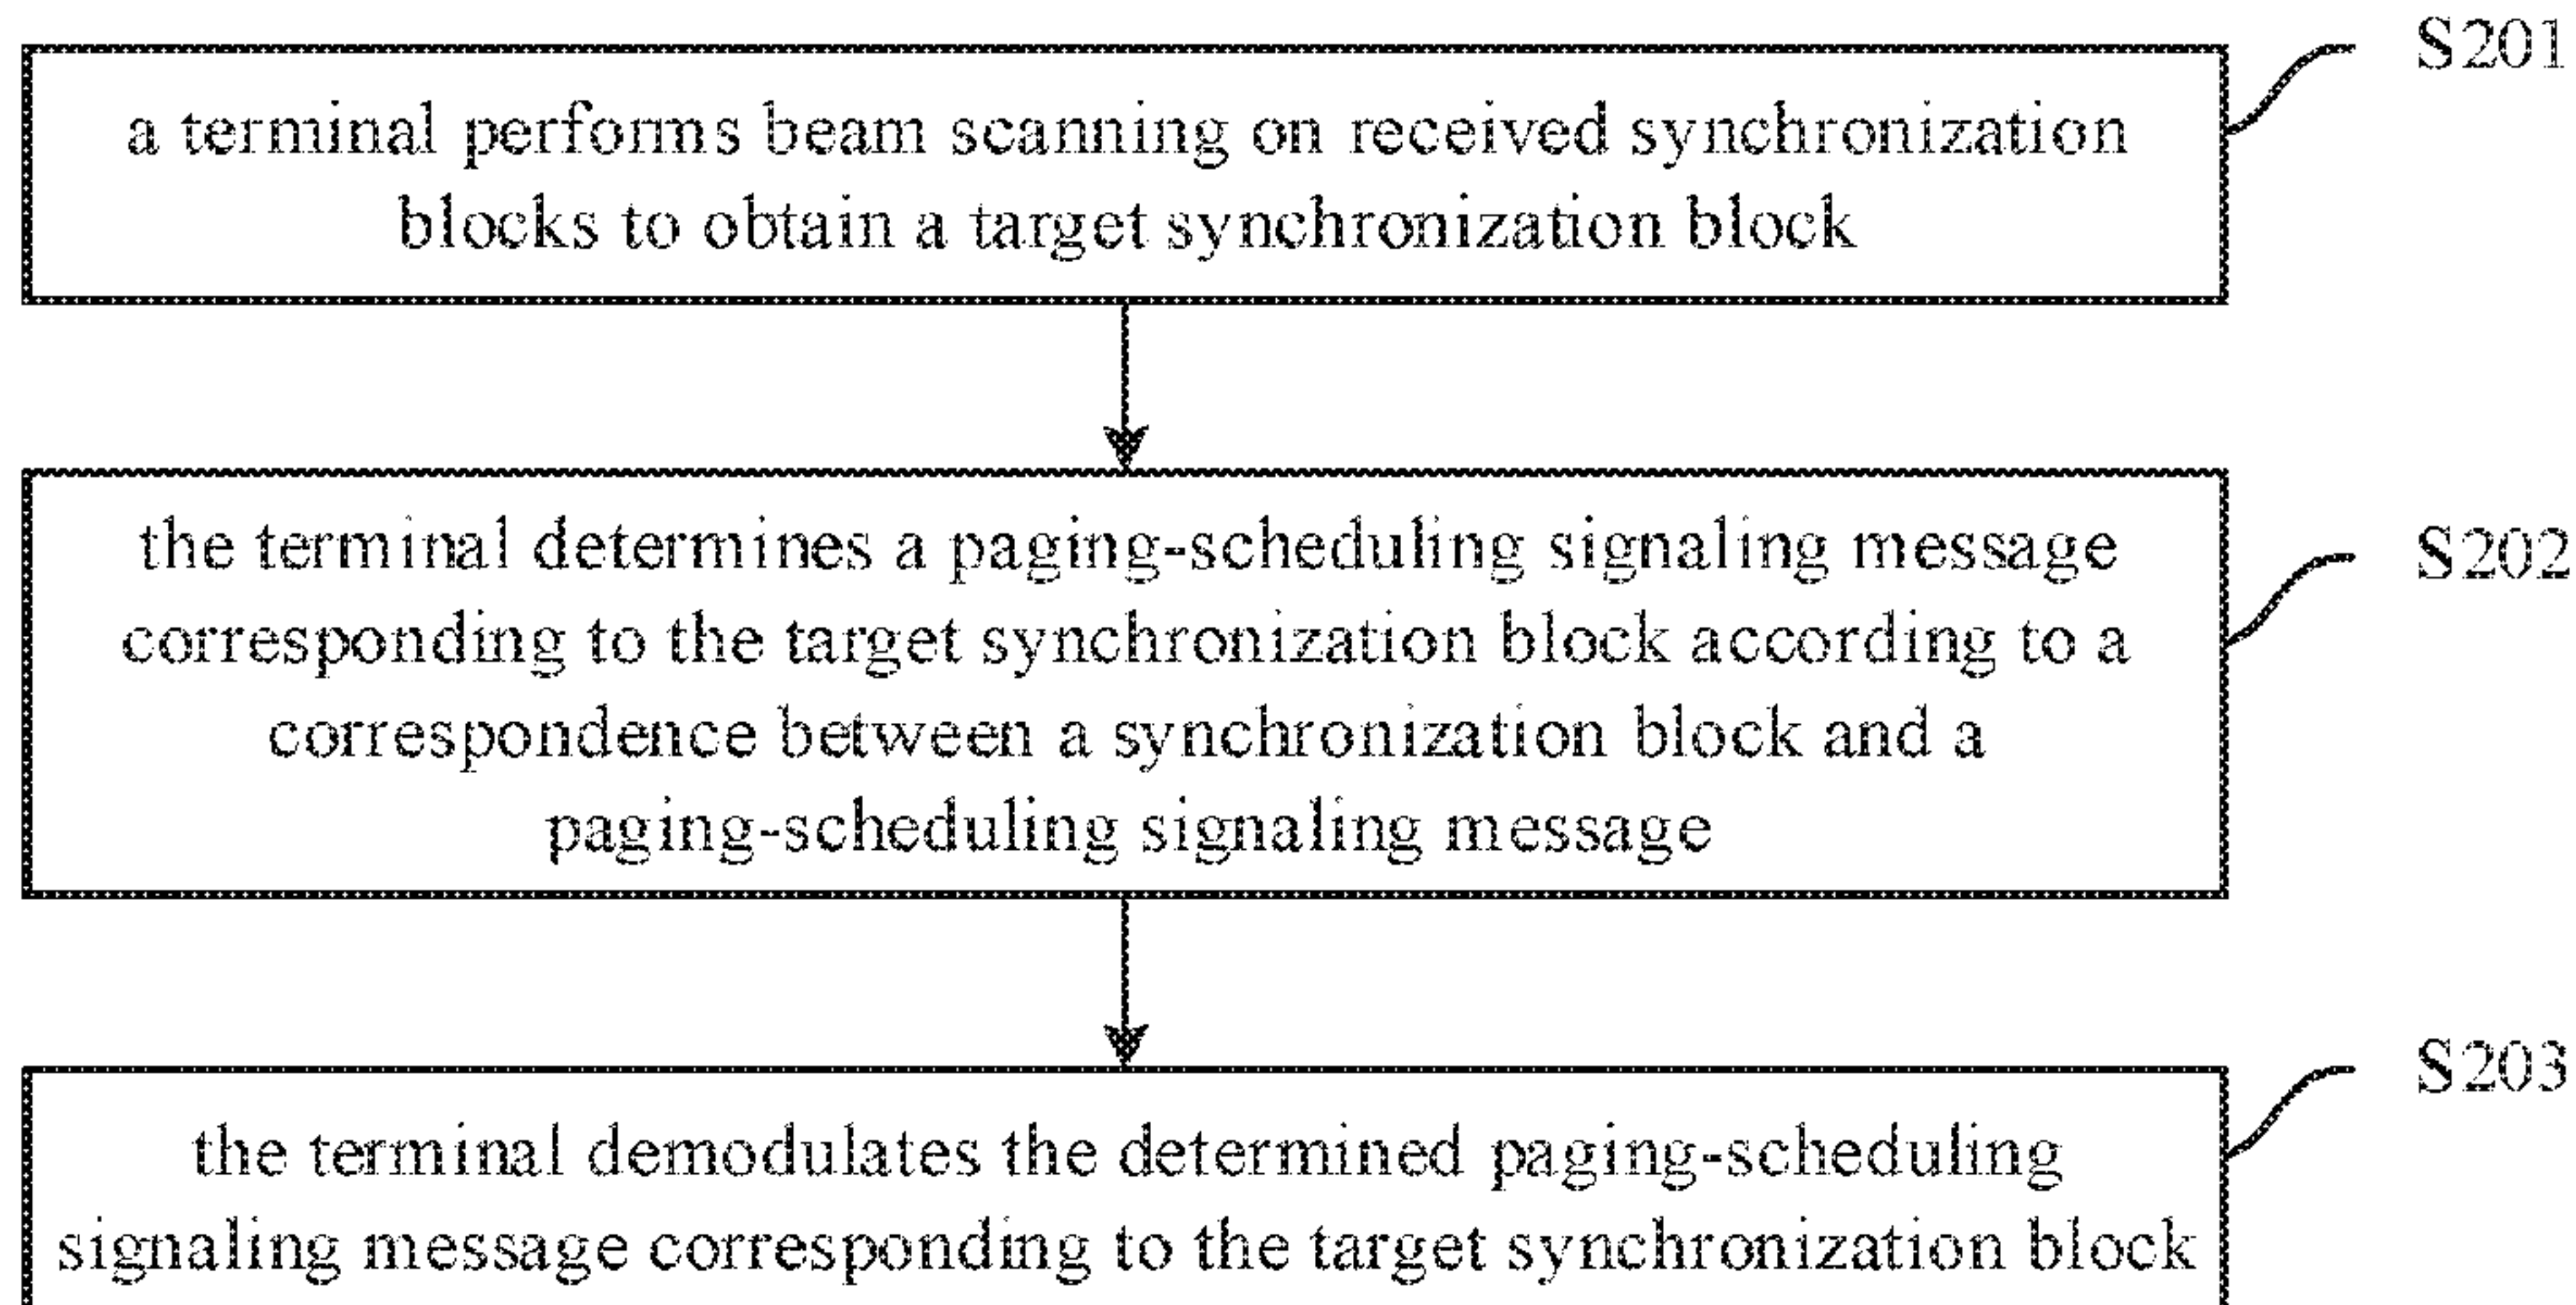 S201
a terminal performs beam scanning on received synchronization
blocks to obtain a target synchronization block
S202
the terminal determines a paging-scheduling signaling message
corresponding to the target synchronization block according to a
correspondence between a synchronization block and a
paging-scheduling signaling message
S203
the terminal demodulates the determined paging-scheduling
signaling message corresponding to the target synchronization block